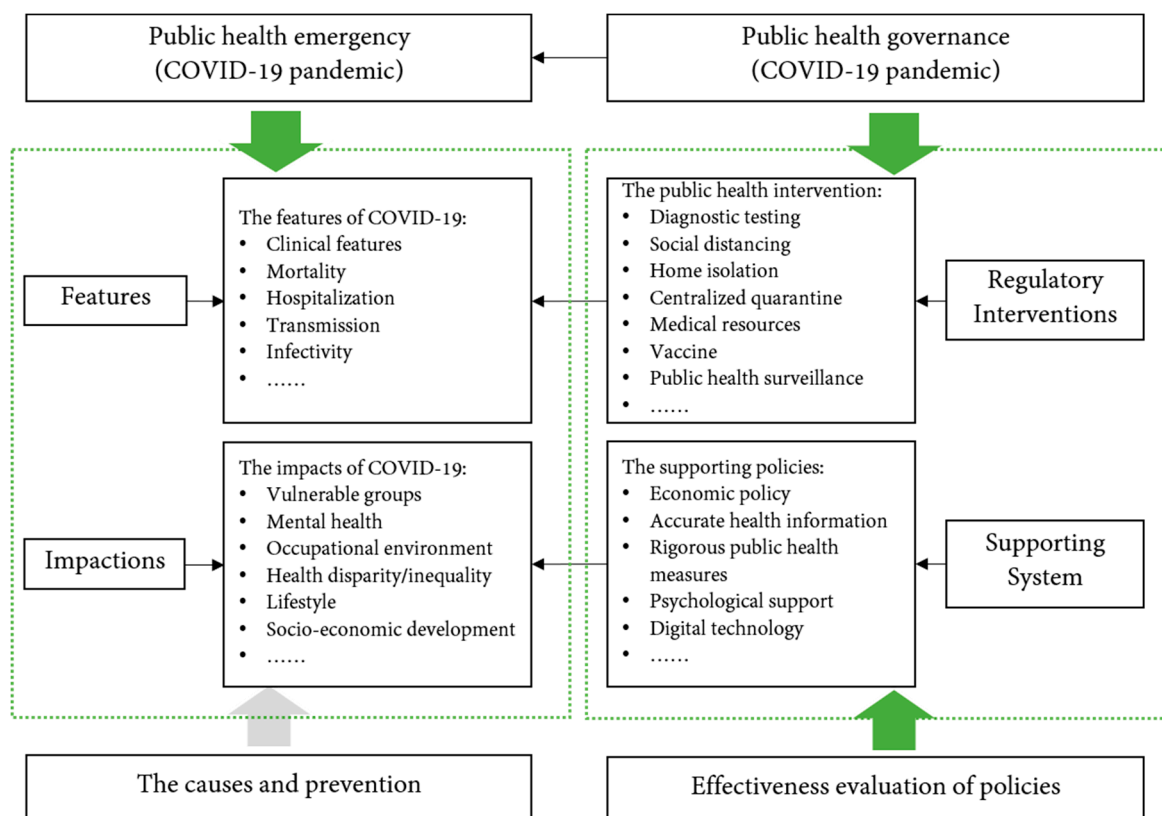 Public health emergency
(COVID-19 pandemic)
Public health governance
(COVID-19 pandemic)
Features
The features of COVID-19:
• Clinical features
• Mortality
• Hospitalization
• Transmission
• Infectivity
• ......
The public health intervention:
• Diagnostic testing
• Social distancing
• Home isolation
• Centralized quarantine
• Medical resources
• Vaccine
• Public health surveillance
• ......
Regulatory
Interventions
Impactions
The impacts of COVID-19:
• Vulnerable groups
• Mental health
• Occupational environment
• Health disparity/inequality
• Lifestyle
• Socio-economic development
• ......
The supporting policies:
• Economic policy
• Accurate health information
• Rigorous public health
measures
• Psychological support
• Digital technology
• ......
Supporting
System
The causes and prevention
Effectiveness evaluation of policies